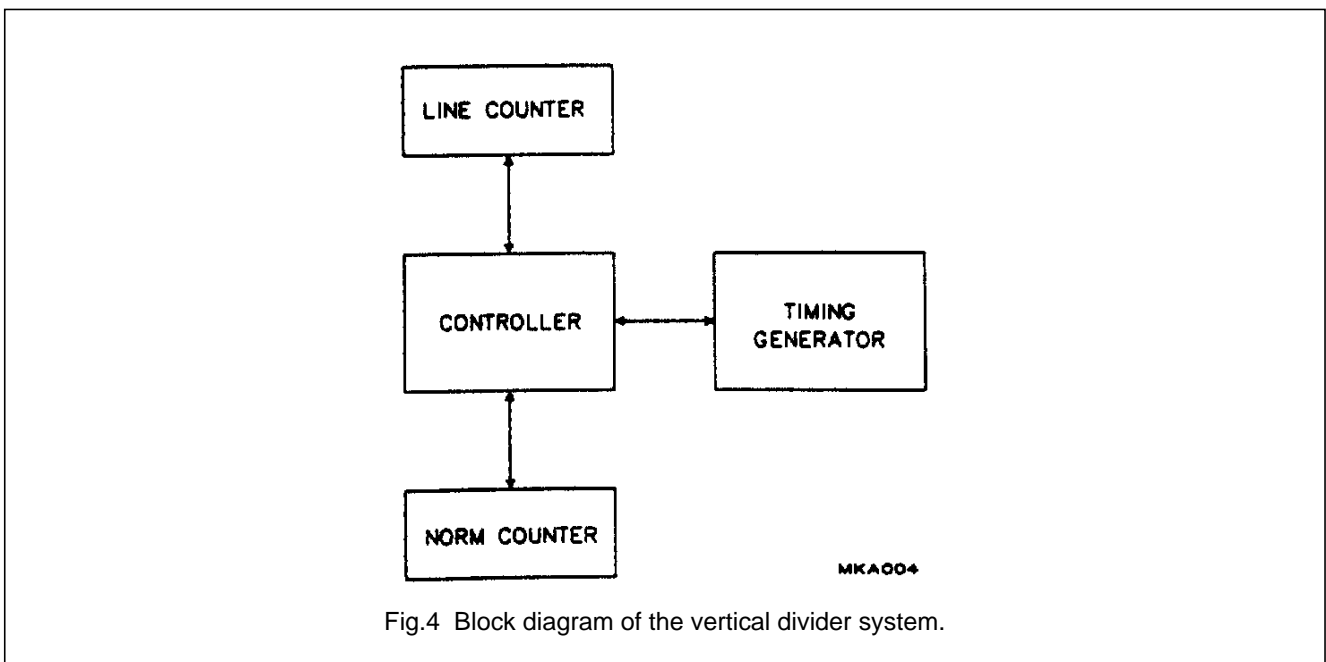 LINE COUNTER
CONTROLLER
TIMING
GENERATOR
NORM COUNTER
MKA004
Fig.4 Block diagram of the vertical divider system.